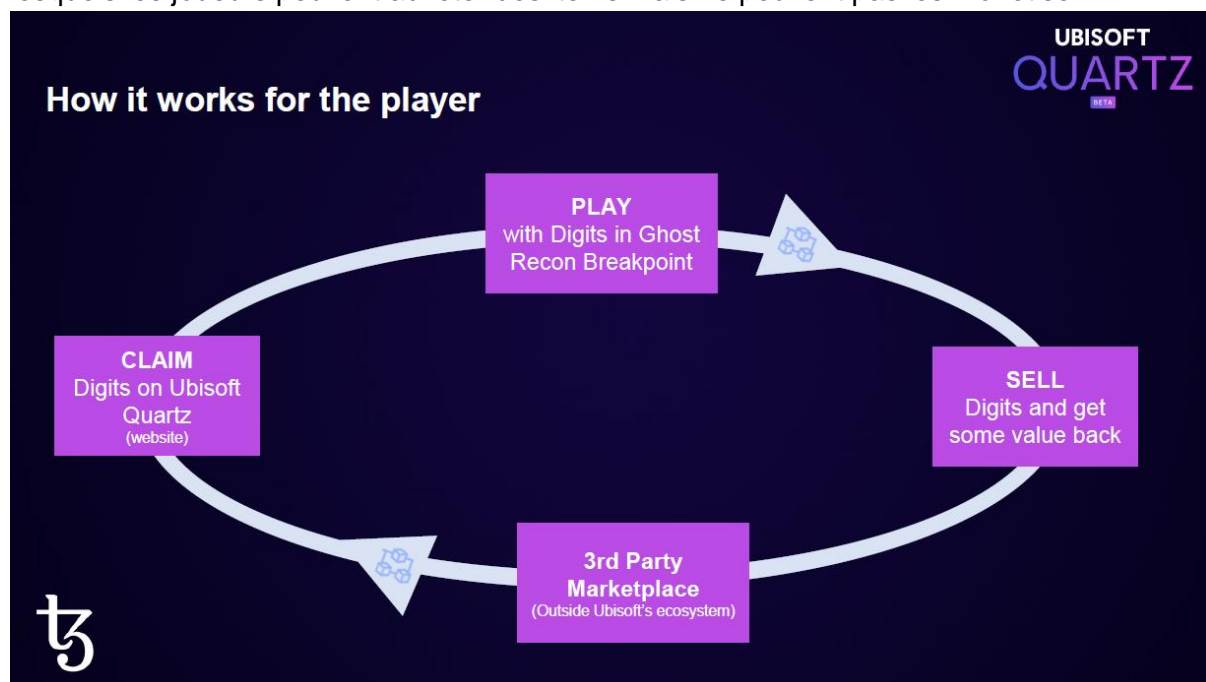 UBISOFT
QUARTZ
BETA
How it works for the player
PLAY
with Digits in Ghost
Recon Breakpoint
CLAIM
Digits on Ubisoft
Quartz
(website)
SELL
Digits and get
some value back
3rd Party
Marketplace
(Outside Ubisoft's ecosystem)